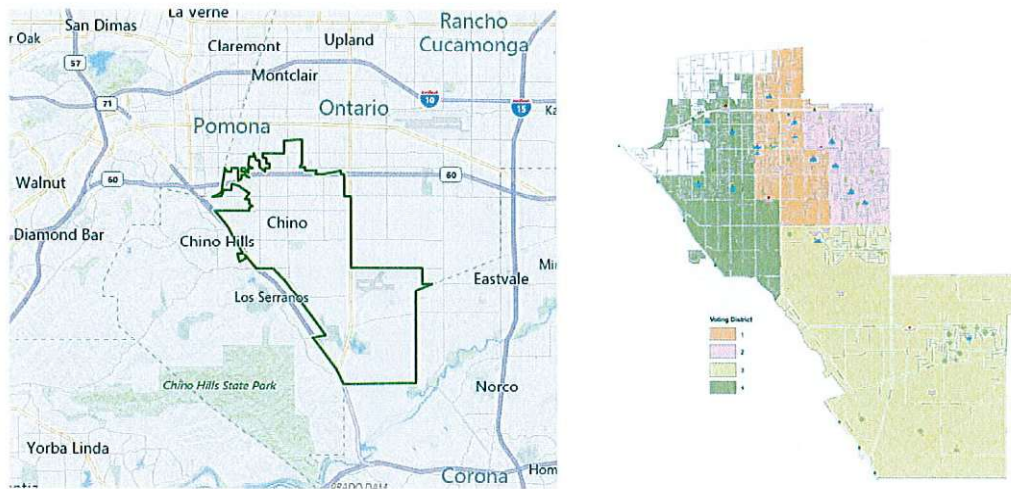 La Verne
San Dimas
Rancho
Cucamonga
r Oak
Claremont
Upland
57
Montclair
71
10
15
Ontario
Ka
Pomona
Walnut
60
60
Chino
Diamond Bar
Chino Hills
Mi
Eastvale
Los Serranos
Chino Hills State Park
Norco
Yorba Linda
Corona
Hom
PRADO DAM
Voting District
1
2
3
4